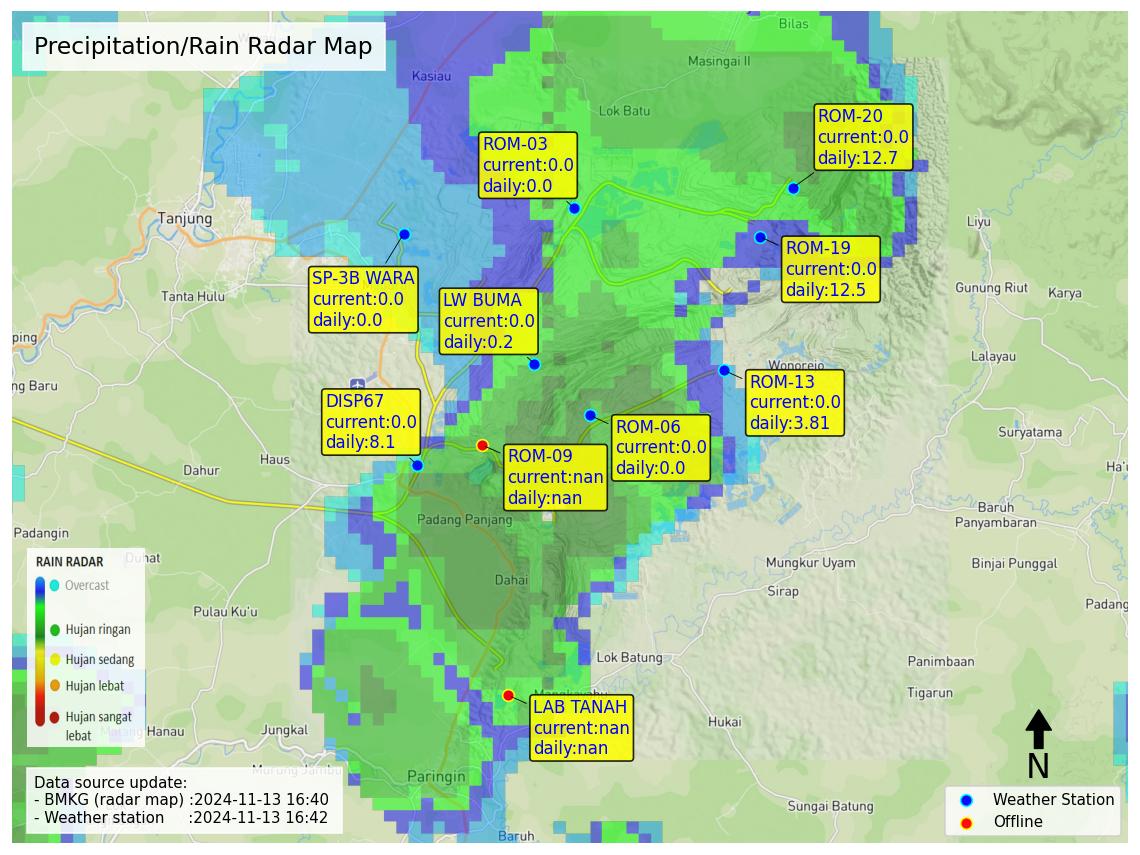 Precipitation/Rain Radar Map
Bilas
Masingai II
Kasiau
Lok Batu
ROM-20
current:0.0
daily:12.7
ROM-03
current:0.0
daily:0.0
Tanjung
Liyu
ROM-19
current:0.0
daily:12.5
SP-3B WARA
current:0.0
daily:0.0
Tanta Hulu
LW BUMA
current:0.0
daily:0.2
Gunung Riut
Karya
ping
Lalayau
Wonorejo
ng Baru
ROM-13
current:0.0
daily:3.81
DISP67
current:0.0
daily:8.1
ROM-06
current:0.0
daily:0.0
Suryatama
ROM-09
current:nan
daily:nan
Haus
Dahur
Ha'u
Padang Panjang
Baruh
Panyambaran
Padangin
Duhat
Mungkur Uyam
Binjai Punggal
RAIN RADAR
Overcast
Hujan ringan
Hujan sedang
Hujan lebat
Hujan sangat
lebat
Dahai
Sirap
Pulau Ku'u
Padang
Lok Batung
Panimbaan
Tigarun
Mangkayahu
LAB TANAH
current:nan
daily:nan
Hukai
Matang Hanau
Jungkal
Murung Jambu
Paringin
N
Data source update:
- BMKG (radar map) :2024-11-13 16:40
- Weather station :2024-11-13 16:42
Sungai Batung
Baruh
Weather Station
Offline